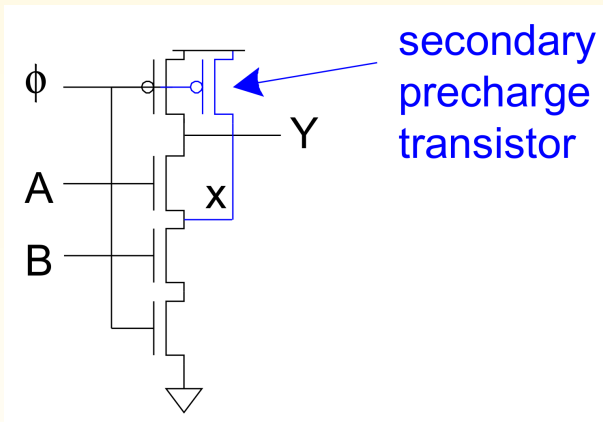 secondary
precharge
transistor
ϕ
Y
A
x
B